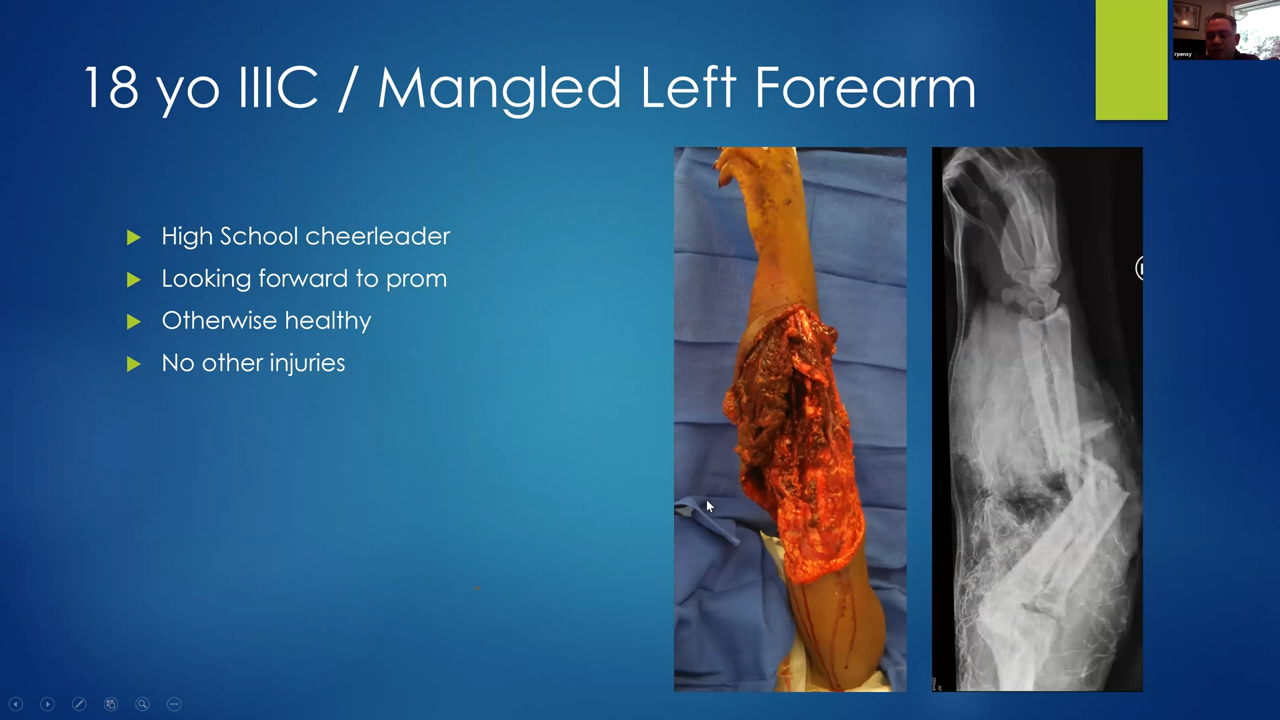 18 yo IIIC / Mangled Left Forearm
High School cheerleader
Looking forward to prom
Otherwise healthy
No other injuries